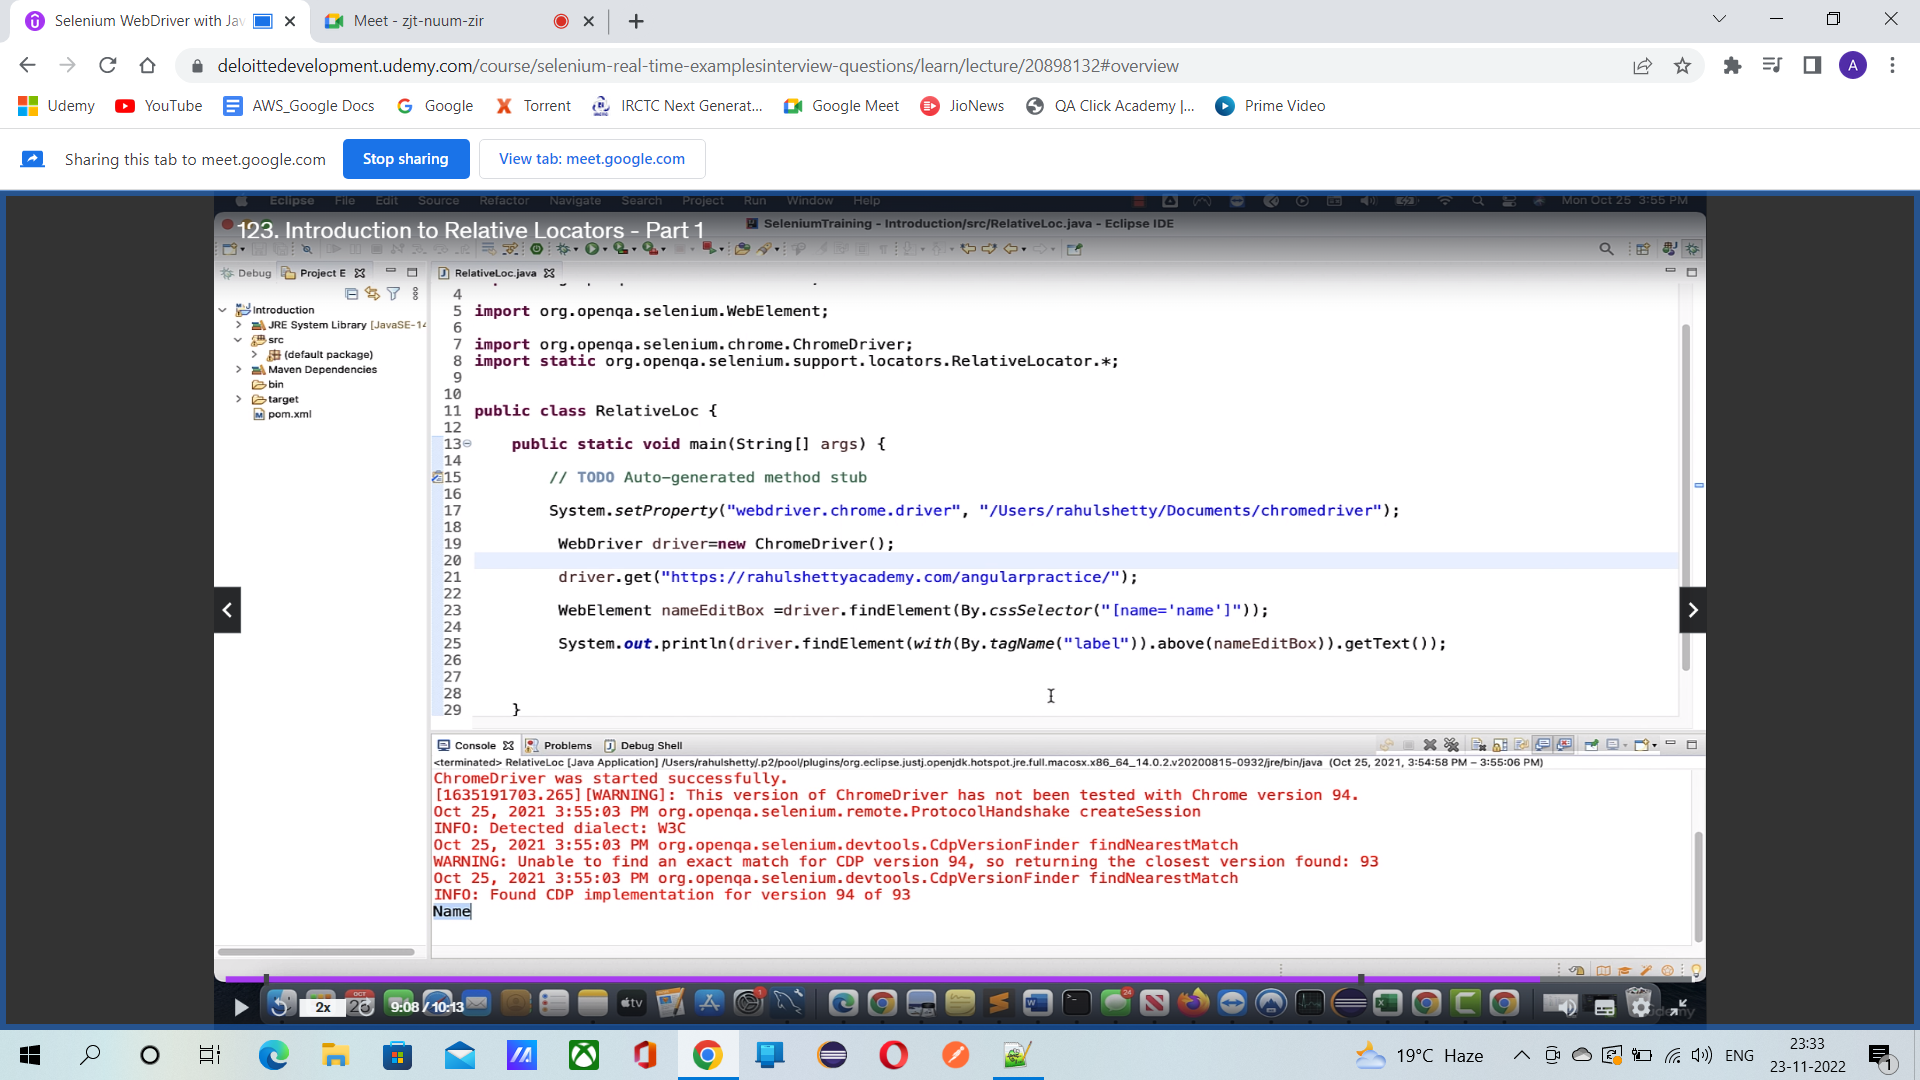 Selenium WebDriver with Jav
Meet - zjt-nuum-zir
deloittedevelopment.udemy.com/course/selenium-real-time-examplesinterview-questions/learn/lecture/20898132#overview
A
Udemy
YouTube
AWS_Google Docs
Google
Torrent
IRCTC Next Generat...
Google Meet
JioNews
QA Click Academy |...
Prime Video
Sharing this tab to meet.google.com
Stop sharing
View tab: meet.google.com
Eclipse File Edit Source Refactor Navigate Search Project Run Window Help
Mon Oct 25 3:55 PM
123. Introduction to Relative Locators - Part 1
SeleniumTraining - Introduction/src/RelativeLoc.java - Eclipse IDE
Debug
Project E
RelativeLoc.java
Introduction
JRE System Library [JavaSE-14
src
(default package)
Maven Dependencies
bin
target
pom.xml
4
5 import org.openqa.selenium.WebElement;
6
7 import org.openqa.selenium.chrome.ChromeDriver;
8 import static org.openqa.selenium.support.locators.RelativeLocator.*;
9
10
11 public class RelativeLoc {
12
13 public static void main(String[] args) {
14
15 // TODO Auto-generated method stub
16
17 System.setProperty("webdriver.chrome.driver", "/Users/rahulshetty/Documents/chromedriver");
18
19 WebDriver driver=new ChromeDriver();
20
21 driver.get("https://rahulshettyacademy.com/angularpractice/");
22
23 WebElement nameEditBox =driver.findElement(By.cssSelector("[name='name']"));
24
25 System.out.println(driver.findElement(with(By.tagName("label")).above(nameEditBox)).getText());
26
27
28
29 }
Console
Problems
Debug Shell
<terminated> RelativeLoc [Java Application] /Users/rahulshetty/.p2/pool/plugins/org.eclipse.justj.openjdk.hotspot.jre.full.macosx.x86_64_14.0.2.v20200815-0932/jre/bin/java (Oct 25, 2021, 3:54:58 PM – 3:55:06 PM)
ChromeDriver was started successfully.
[1635191703.265][WARNING]: This version of ChromeDriver has not been tested with Chrome version 94.
Oct 25, 2021 3:55:03 PM org.openqa.selenium.remote.ProtocolHandshake createSession
INFO: Detected dialect: W3C
Oct 25, 2021 3:55:03 PM org.openqa.selenium.devtools.CdpVersionFinder findNearestMatch
WARNING: Unable to find an exact match for CDP version 94, so returning the closest version found: 93
Oct 25, 2021 3:55:03 PM org.openqa.selenium.devtools.CdpVersionFinder findNearestMatch
INFO: Found CDP implementation for version 94 of 93
Name
2x
9:08 / 10:13
tv
19°C Haze
ENG
23:33
23-11-2022
1